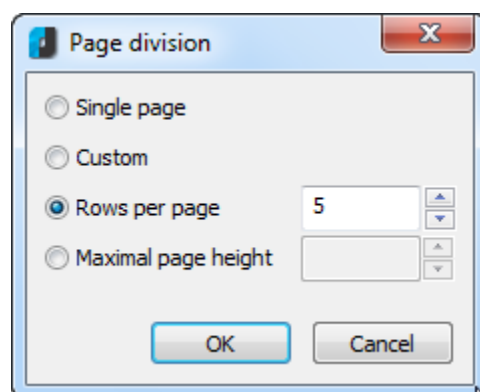 Page division
Single page
Custom
Rows per page 5
Maximal page height
OK Cancel